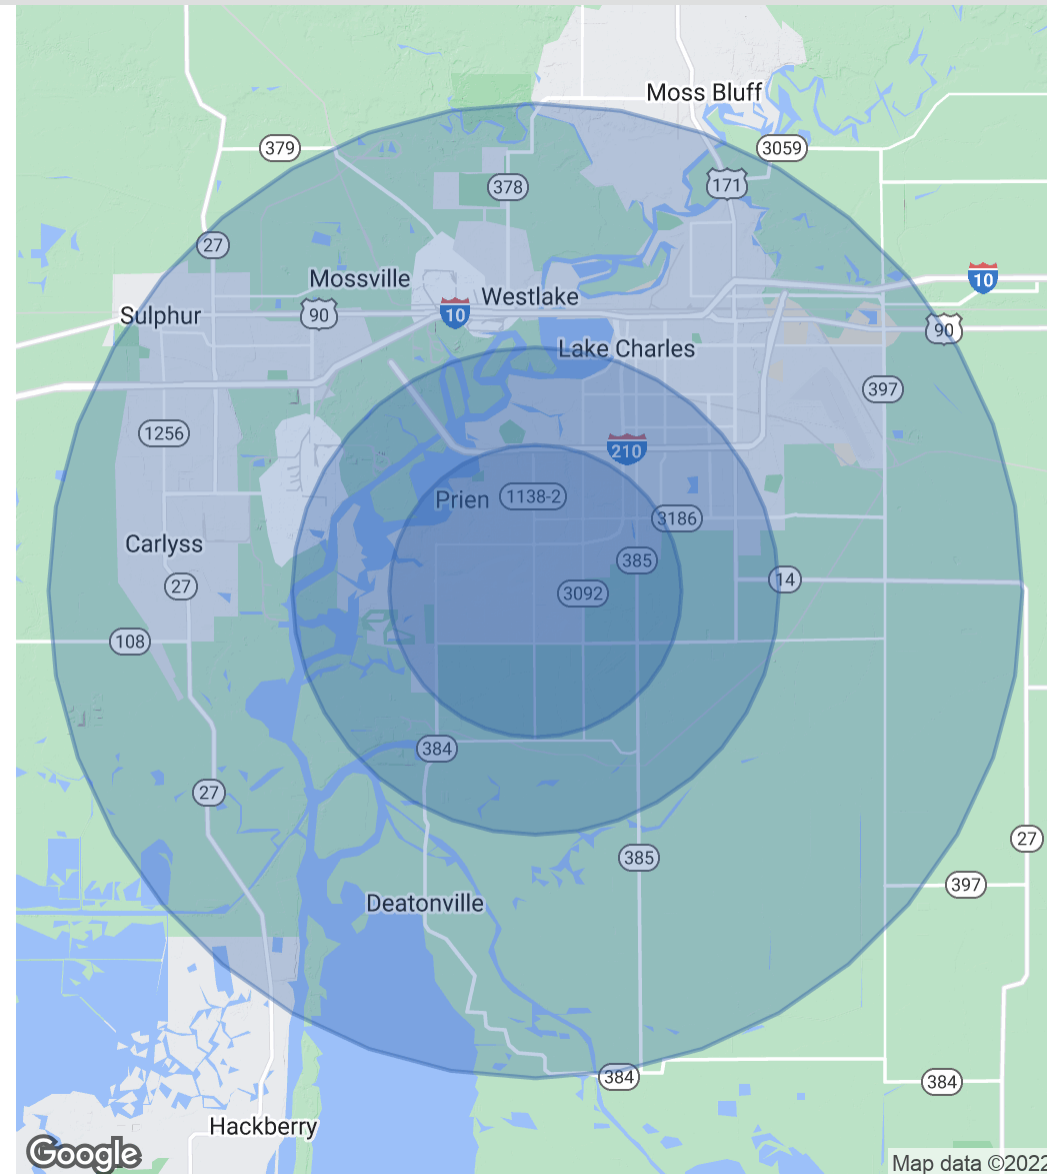 Moss Bluff
379
3059
378
171
27
Mossville
10
Westlake
10
Sulphur
90
90
Lake Charles
397
1256
210
Prien
1138-2
3186
Carlyss
385
14
27
3092
108
384
27
27
385
397
Deatonville
384
384
Hackberry
Google
Map data ©2022